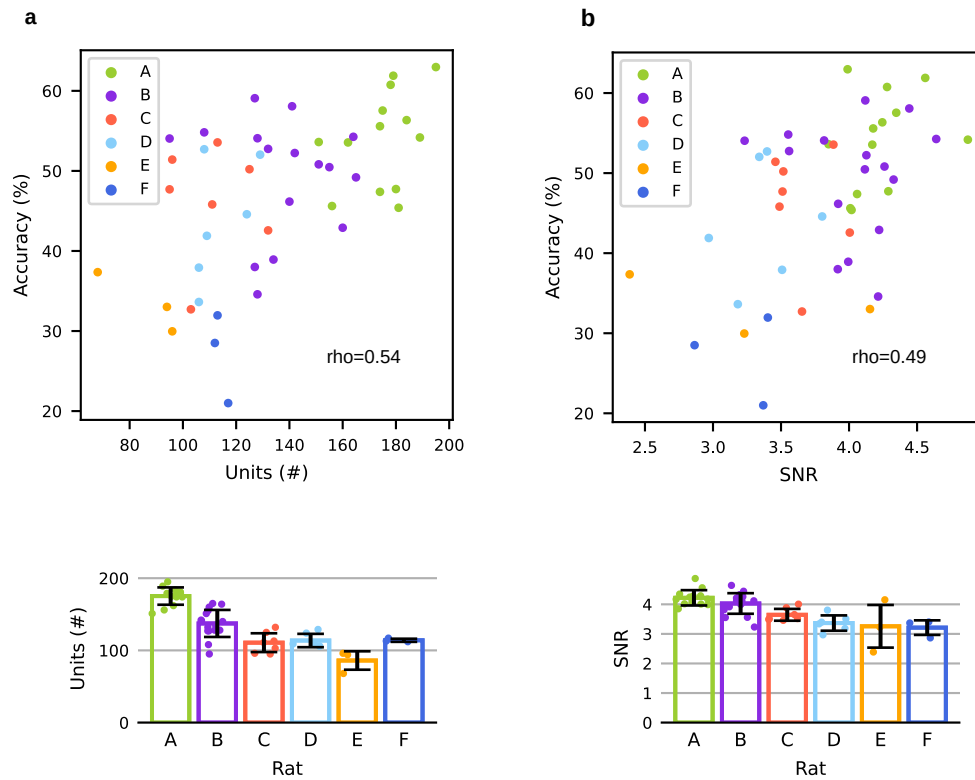 a
Accuracy (%)
60
50
40
30
20
A
B
C
D
E
F
rho=0.54
80 100 120 140 160 180 200
Units (#)
b
Accuracy (%)
60
50
40
30
20
A
B
C
D
E
F
rho=0.49
2.5 3.0 3.5 4.0 4.5
SNR
Units (#)
200
100
0
A B C D E F
Rat
SNR
4
3
2
1
0
A B C D E F
Rat